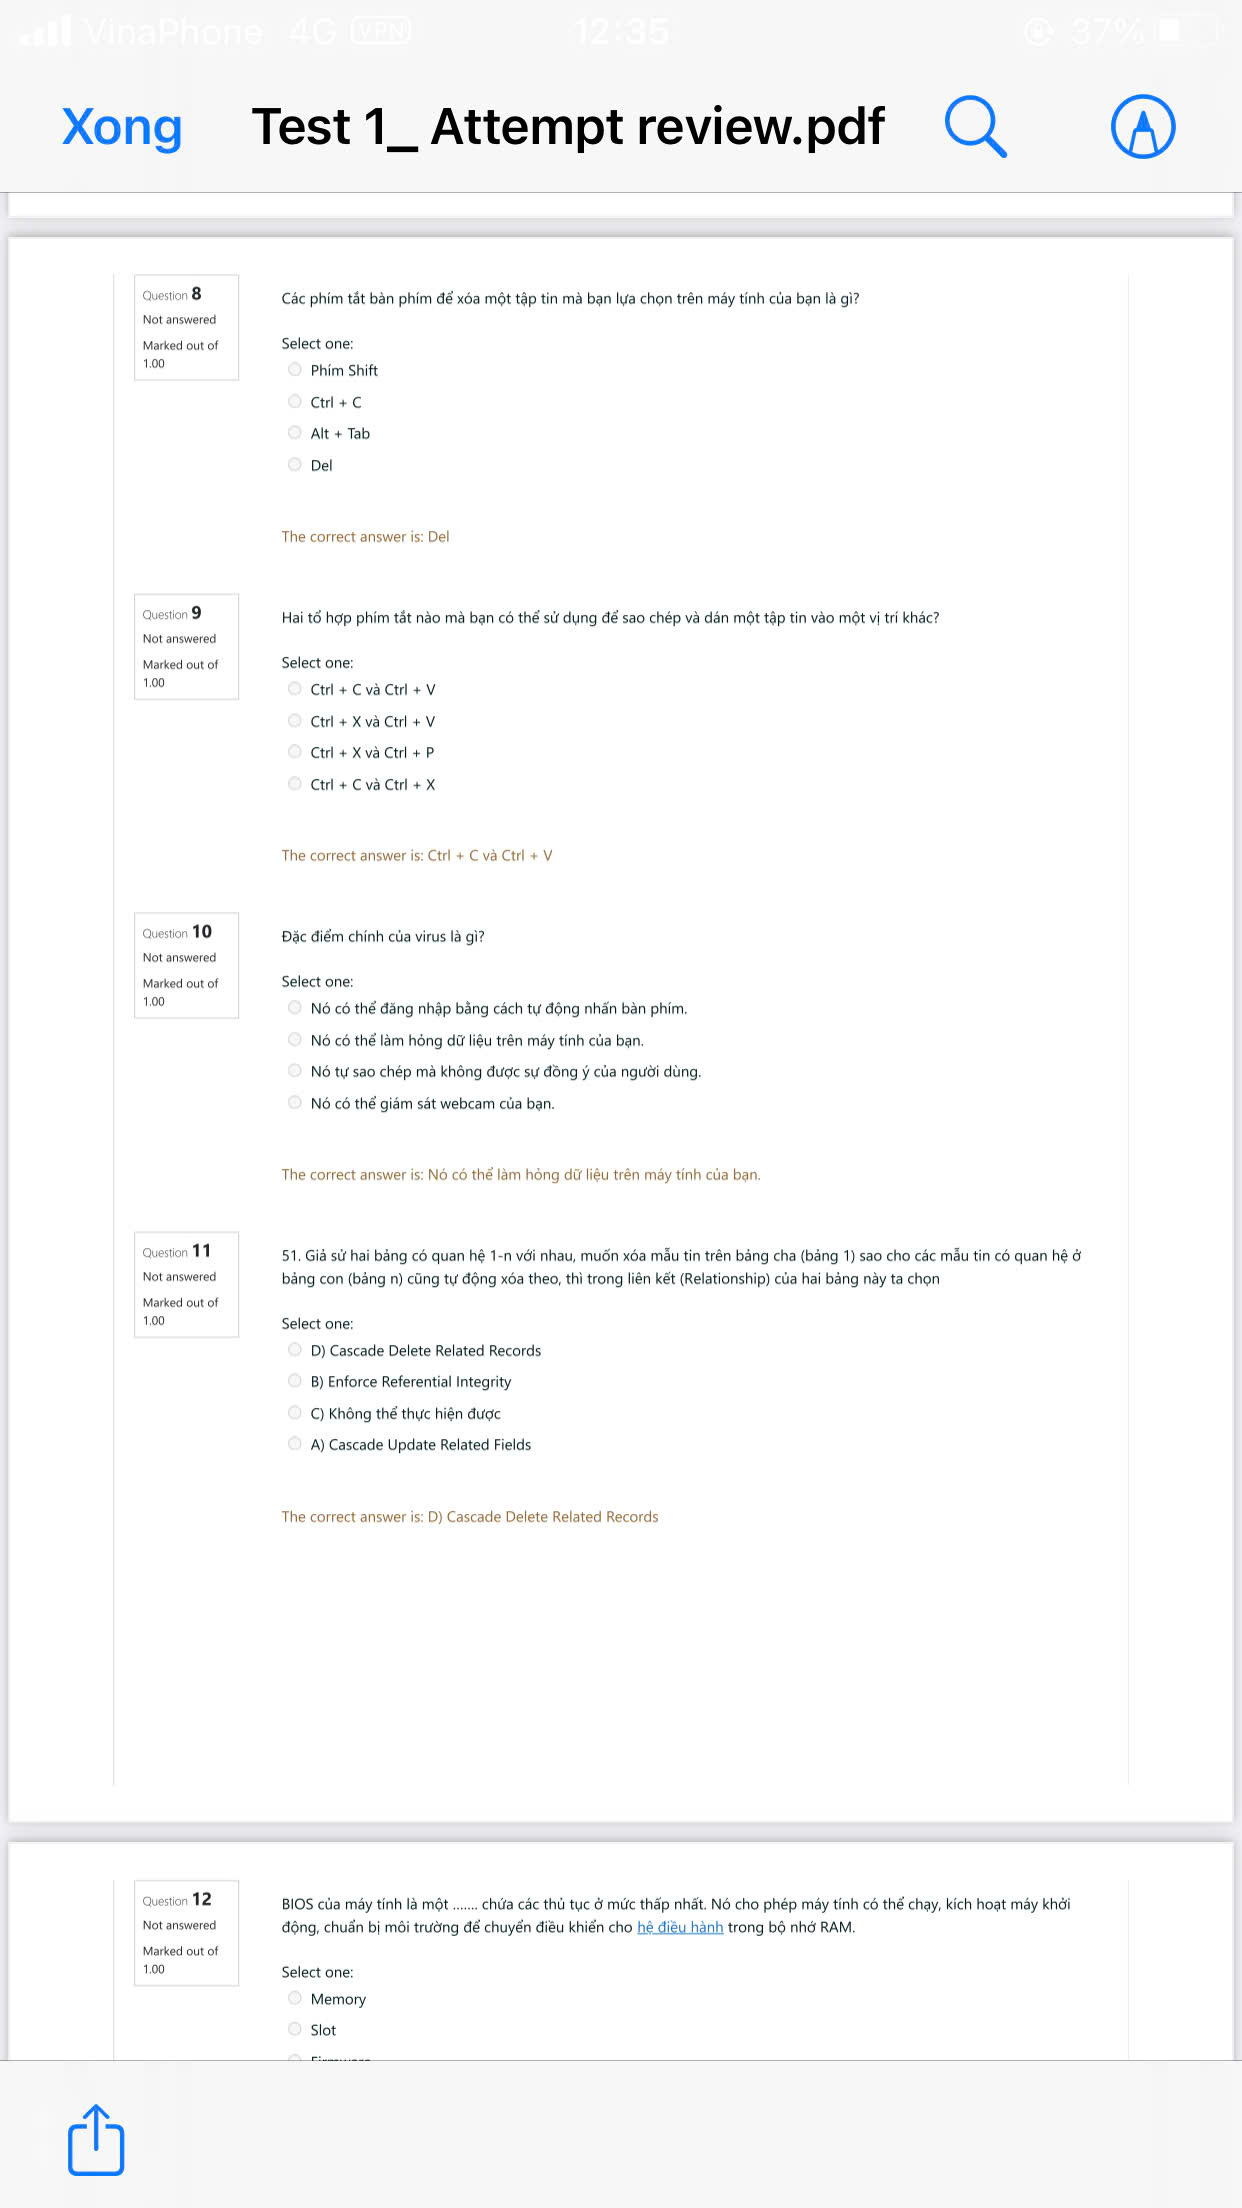 VinaPhone 4G VPN 12:35 37%
Xong Test 1_ Attempt review.pdf
Question 8
Not answered
Marked out of
1.00
Các phím tắt bàn phím để xóa một tập tin mà bạn lựa chọn trên máy tính của bạn là gì?
Select one:
Phím Shift
Ctrl + C
Alt + Tab
Del
The correct answer is: Del
Question 9
Not answered
Marked out of
1.00
Hai tổ hợp phím tắt nào mà bạn có thể sử dụng để sao chép và dán một tập tin vào một vị trí khác?
Select one:
Ctrl + C và Ctrl + V
Ctrl + X và Ctrl + V
Ctrl + X và Ctrl + P
Ctrl + C và Ctrl + X
The correct answer is: Ctrl + C và Ctrl + V
Question 10
Not answered
Marked out of
1.00
Đặc điểm chính của virus là gì?
Select one:
Nó có thể đăng nhập bằng cách tự động nhấn bàn phím.
Nó có thể làm hỏng dữ liệu trên máy tính của bạn.
Nó tự sao chép mà không được sự đồng ý của người dùng.
Nó có thể giám sát webcam của bạn.
The correct answer is: Nó có thể làm hỏng dữ liệu trên máy tính của bạn.
Question 11
Not answered
Marked out of
1.00
51. Giả sử hai bảng có quan hệ 1-n với nhau, muốn xóa mẫu tin trên bảng cha (bảng 1) sao cho các mẫu tin có quan hệ ở
bảng con (bảng n) cũng tự động xóa theo, thì trong liên kết (Relationship) của hai bảng này ta chọn
Select one:
D) Cascade Delete Related Records
B) Enforce Referential Integrity
C) Không thể thực hiện được
A) Cascade Update Related Fields
The correct answer is: D) Cascade Delete Related Records
Question 12
Not answered
Marked out of
1.00
BIOS của máy tính là một ....... chứa các thủ tục ở mức thấp nhất. Nó cho phép máy tính có thể chạy, kích hoạt máy khởi
động, chuẩn bị môi trường để chuyển điều khiển cho hệ điều hành trong bộ nhớ RAM.
Select one:
Memory
Slot